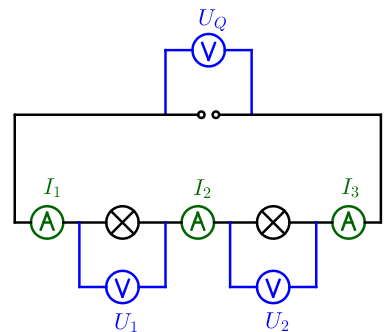 U_Q
V
I_1 I_2 I_3
A A A
V V
U_1 U_2